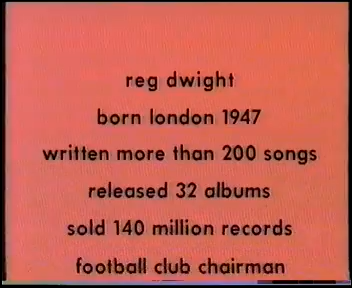 reg dwight
born london 1947
written more than 200 songs
released 32 albums
sold 140 million records
football club chairman